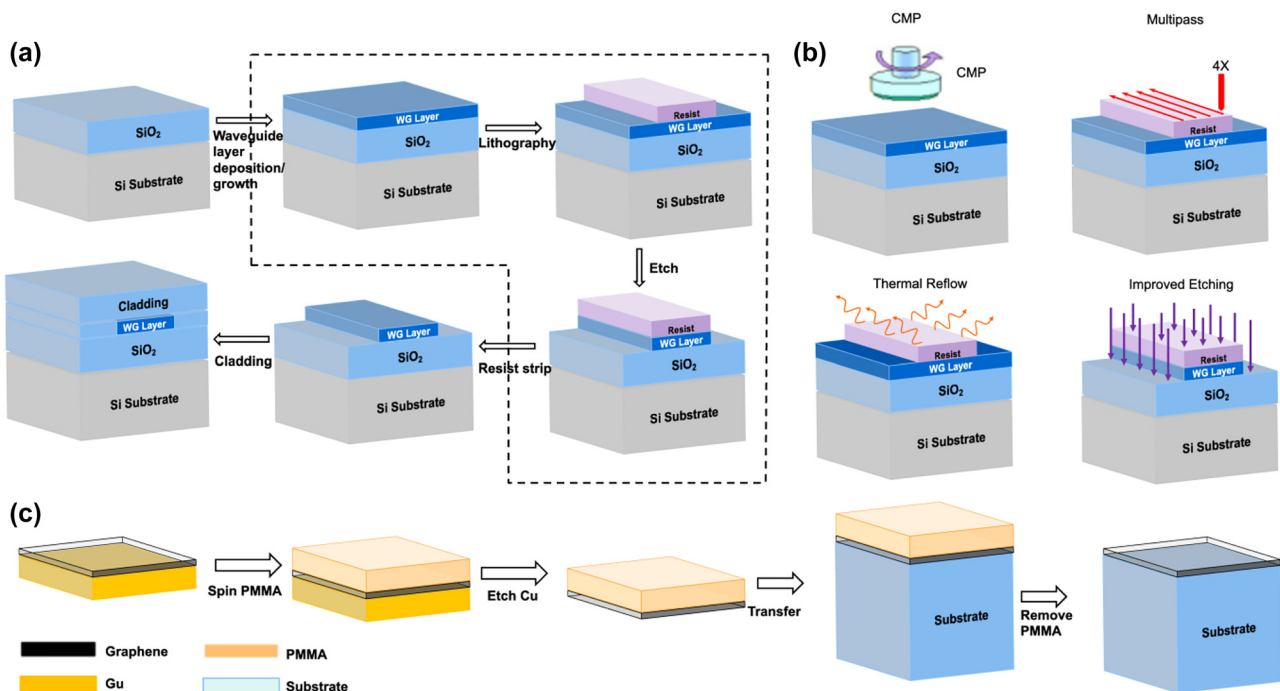 (a)
SiO₂
Si Substrate
Waveguide
layer
deposition/
growth
WG Layer
SiO₂
Si Substrate
Lithography
Resist
WG Layer
SiO₂
Si Substrate
Etch
Resist
WG Layer
SiO₂
Si Substrate
Resist strip
WG Layer
SiO₂
Si Substrate
Cladding
Cladding
WG Layer
SiO₂
Si Substrate
(b)
CMP
CMP
WG Layer
SiO₂
Si Substrate
Multipass
4X
Resist
WG Layer
SiO₂
Si Substrate
Thermal Reflow
Resist
WG Layer
SiO₂
Si Substrate
Improved Etching
Resist
WG Layer
SiO₂
Si Substrate
(c)
Spin PMMA
Etch Cu
Transfer
Substrate
Remove
PMMA
Substrate
Graphene
PMMA
Gu
Substrate